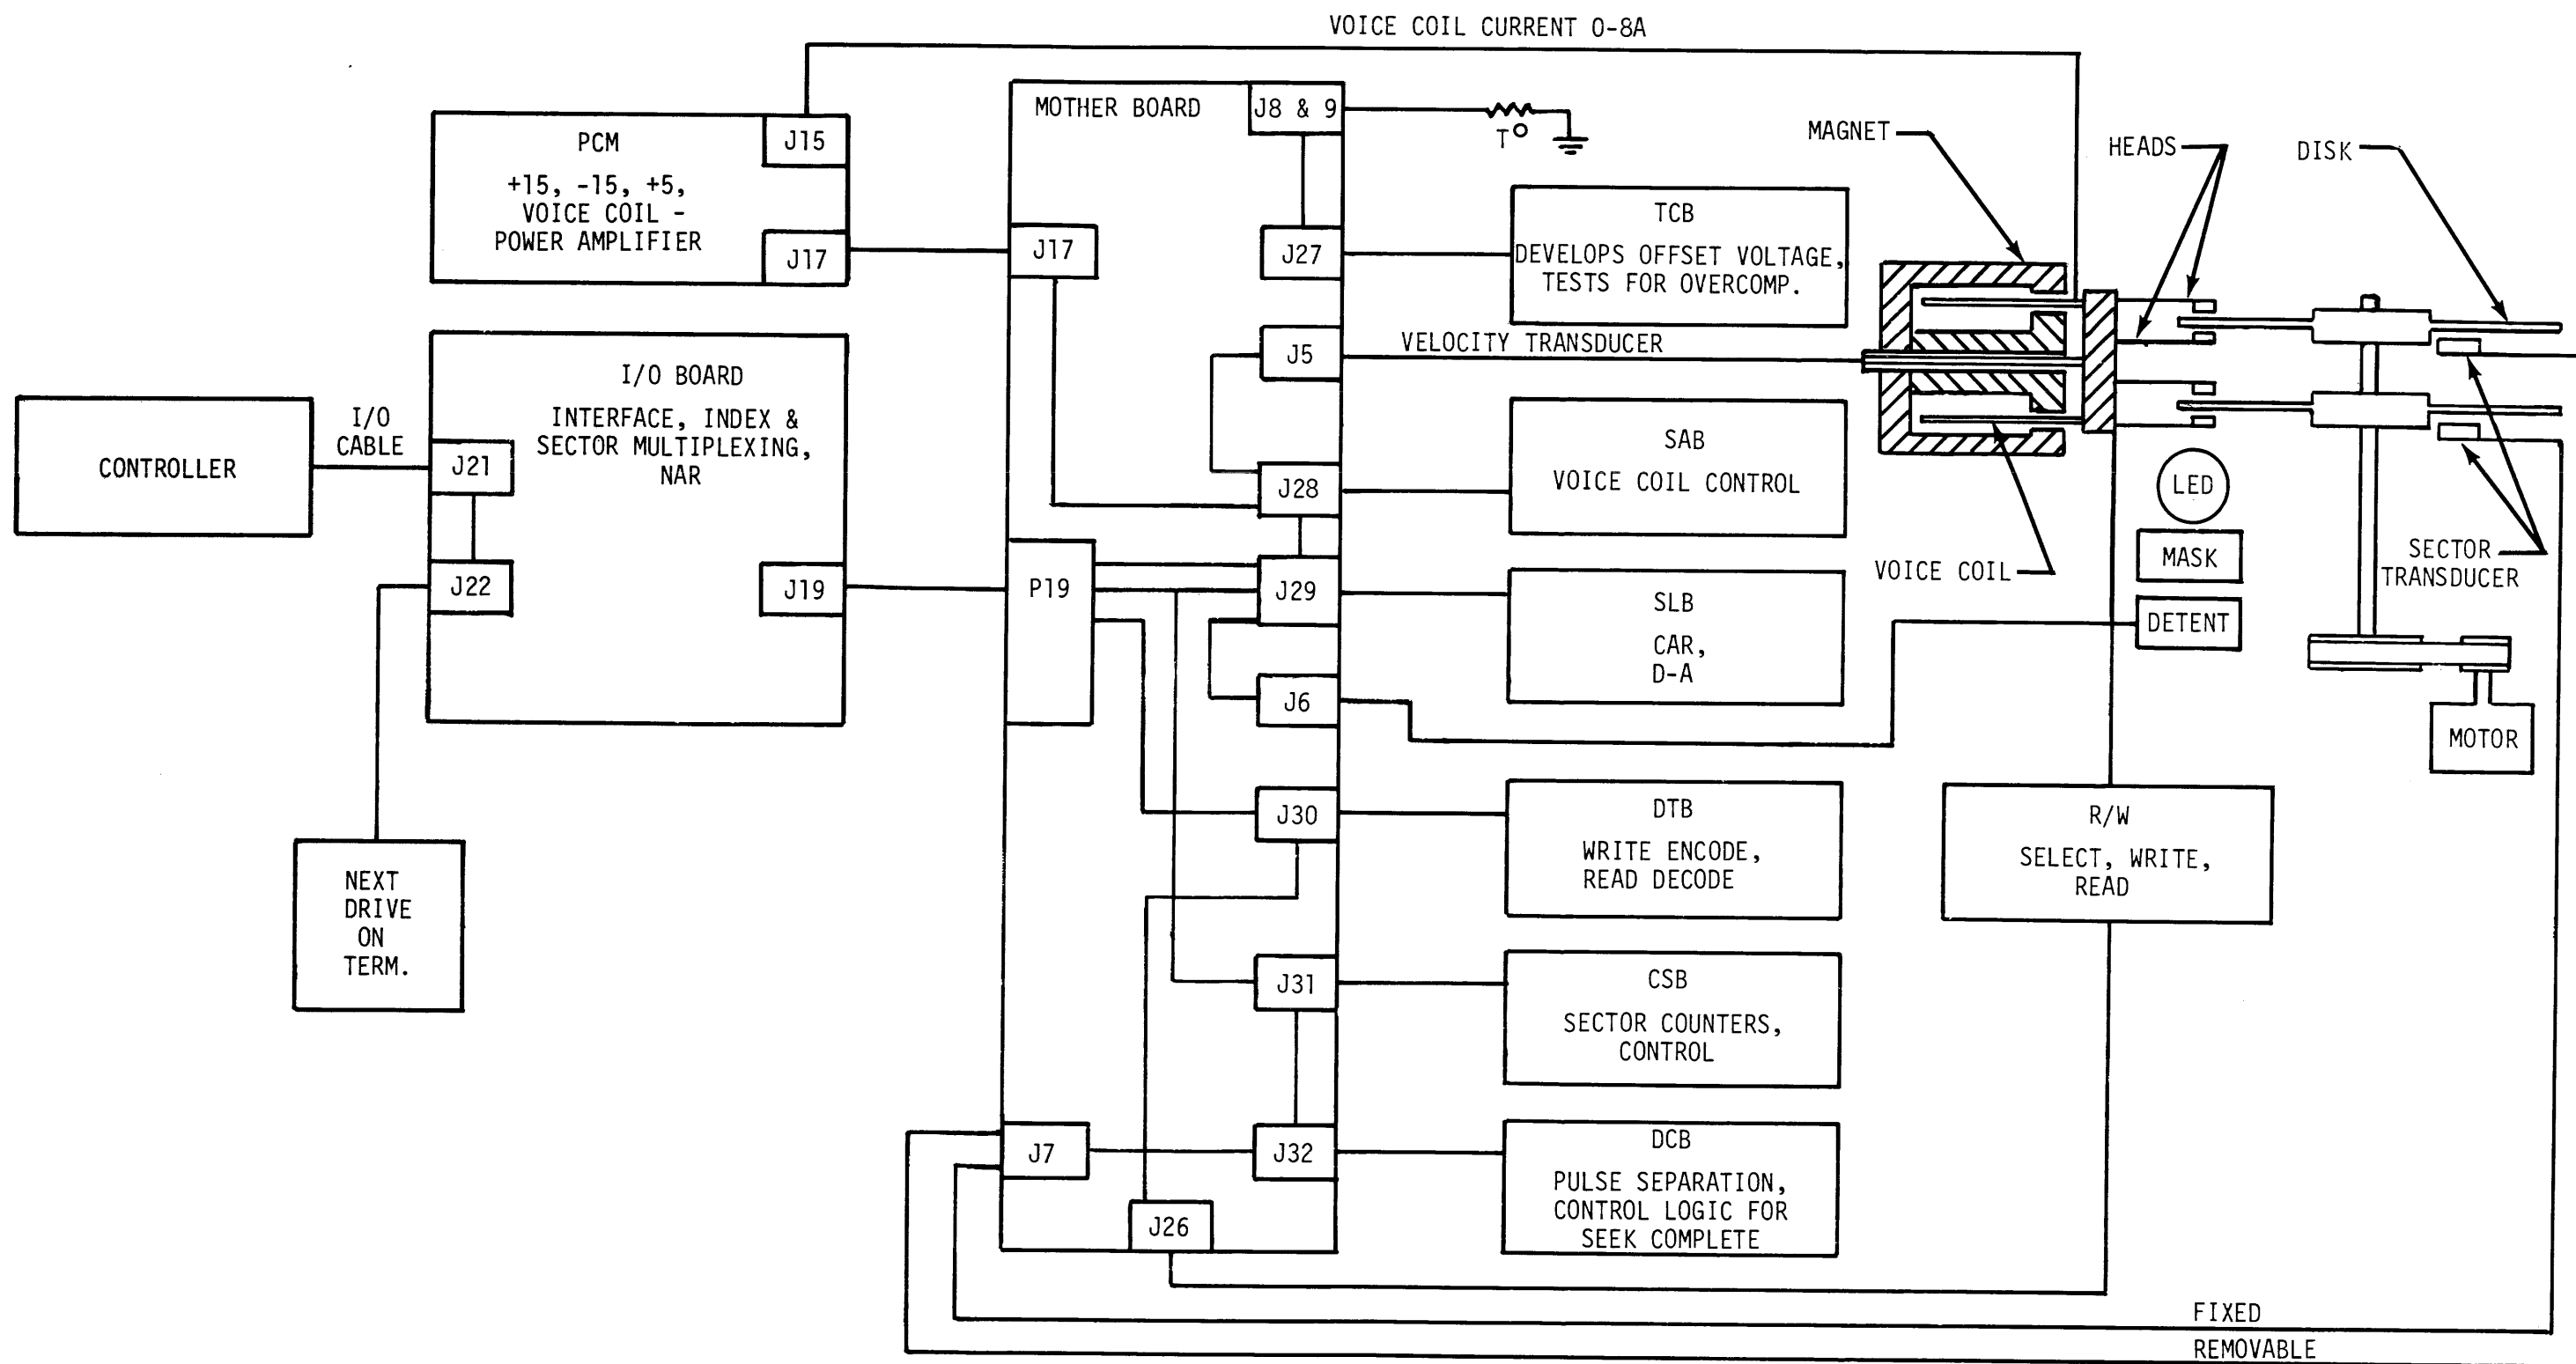 VOICE COIL CURRENT 0-8A
PCM
+15, -15, +5,
VOICE COIL -
POWER AMPLIFIER
J15
J17
MOTHER BOARD
J8 & 9
T°
J17
J27
TCB
DEVELOPS OFFSET VOLTAGE,
TESTS FOR OVERCOMP.
MAGNET
HEADS
DISK
J5
VELOCITY TRANSDUCER
I/O BOARD
INTERFACE, INDEX &
SECTOR MULTIPLEXING,
NAR
CONTROLLER
I/O
CABLE
J21
J22
J19
P19
J28
SAB
VOICE COIL CONTROL
VOICE COIL
LED
MASK
DETENT
SECTOR
TRANSDUCER
J29
SLB
CAR,
D-A
J6
MOTOR
NEXT
DRIVE
ON
TERM.
J30
DTB
WRITE ENCODE,
READ DECODE
R/W
SELECT, WRITE,
READ
J31
CSB
SECTOR COUNTERS,
CONTROL
J7
J32
DCB
PULSE SEPARATION,
CONTROL LOGIC FOR
SEEK COMPLETE
J26
FIXED
REMOVABLE